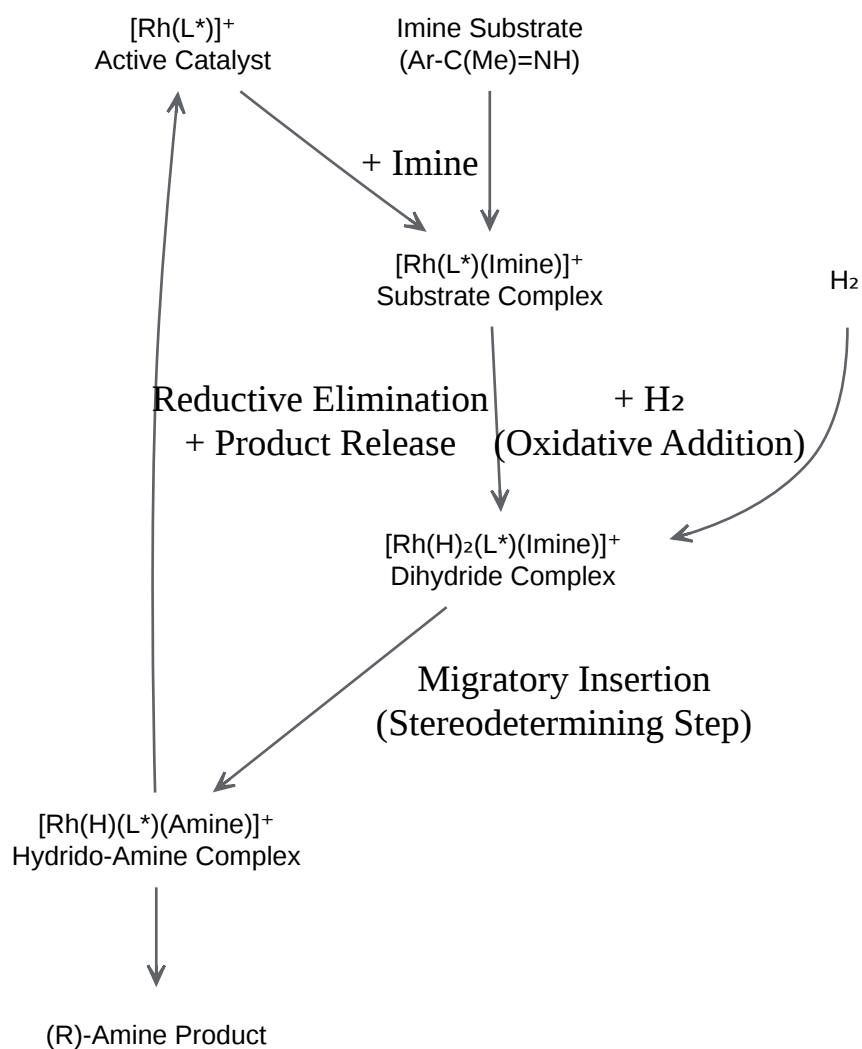 [Rh(L*)]⁺
Active Catalyst
Imine Substrate
(Ar-C(Me)=NH)
+ Imine
[Rh(L*)(Imine)]⁺
Substrate Complex
H₂
Reductive Elimination
+ Product Release
+ H₂
(Oxidative Addition)
[Rh(H)₂(L*)(Imine)]⁺
Dihydride Complex
Migratory Insertion
(Stereodetermining Step)
[Rh(H)(L*)(Amine)]⁺
Hydrido-Amine Complex
(R)-Amine Product